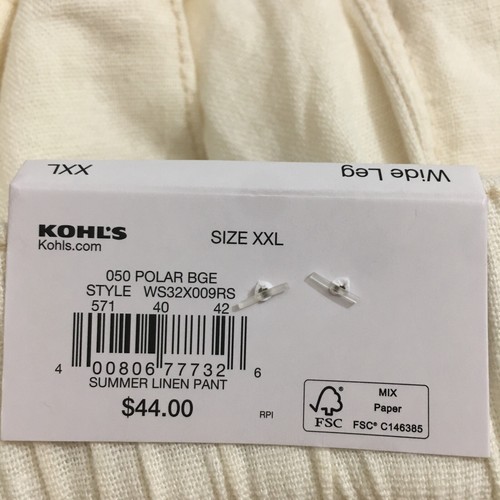 XXL Wide Leg
KOHL'S
Kohls.com
SIZE XXL
050 POLAR BGE
STYLE WS32X009RS
571 40 42
4 00806 77732 6
SUMMER LINEN PANT
$44.00
RPI
FSC
MIX
Paper
FSC® C146385